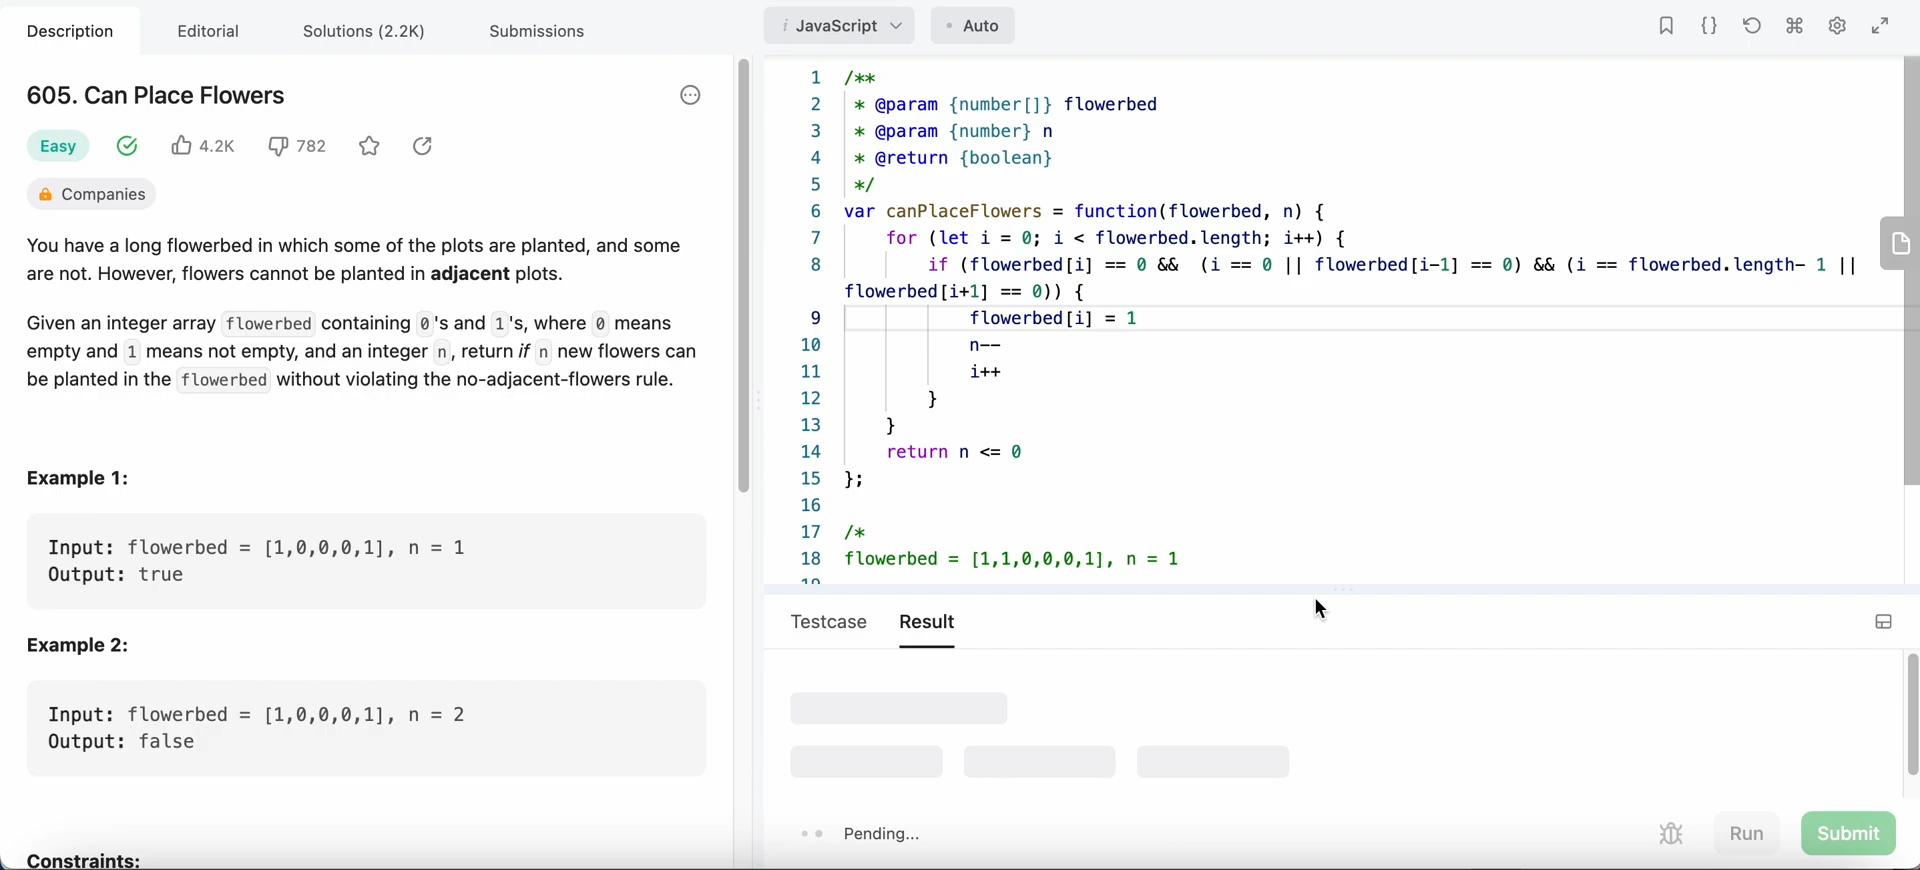 Description
Editorial
Solutions (2.2K)
Submissions
605. Can Place Flowers
Easy
4.2K
782
Companies
You have a long flowerbed in which some of the plots are planted, and some
are not. However, flowers cannot be planted in adjacent plots.
Given an integer array flowerbed containing 0's and 1's, where 0 means
empty and 1 means not empty, and an integer n, return if n new flowers can
be planted in the flowerbed without violating the no-adjacent-flowers rule.
Example 1:
Input: flowerbed = [1,0,0,0,1], n = 1
Output: true
Example 2:
Input: flowerbed = [1,0,0,0,1], n = 2
Output: false
Constraints:
i JavaScript
Auto
1 /**
2 * @param {number[]} flowerbed
3 * @param {number} n
4 * @return {boolean}
5 */
6 var canPlaceFlowers = function(flowerbed, n) {
7 for (let i = 0; i < flowerbed.length; i++) {
8 if (flowerbed[i] == 0 && (i == 0 || flowerbed[i-1] == 0) && (i == flowerbed.length- 1 ||
flowerbed[i+1] == 0)) {
9 flowerbed[i] = 1
10 n--
11 i++
12 }
13 }
14 return n <= 0
15 };
16
17 /*
18 flowerbed = [1,1,0,0,0,1], n = 1
19
Testcase
Result
Pending...
Run
Submit